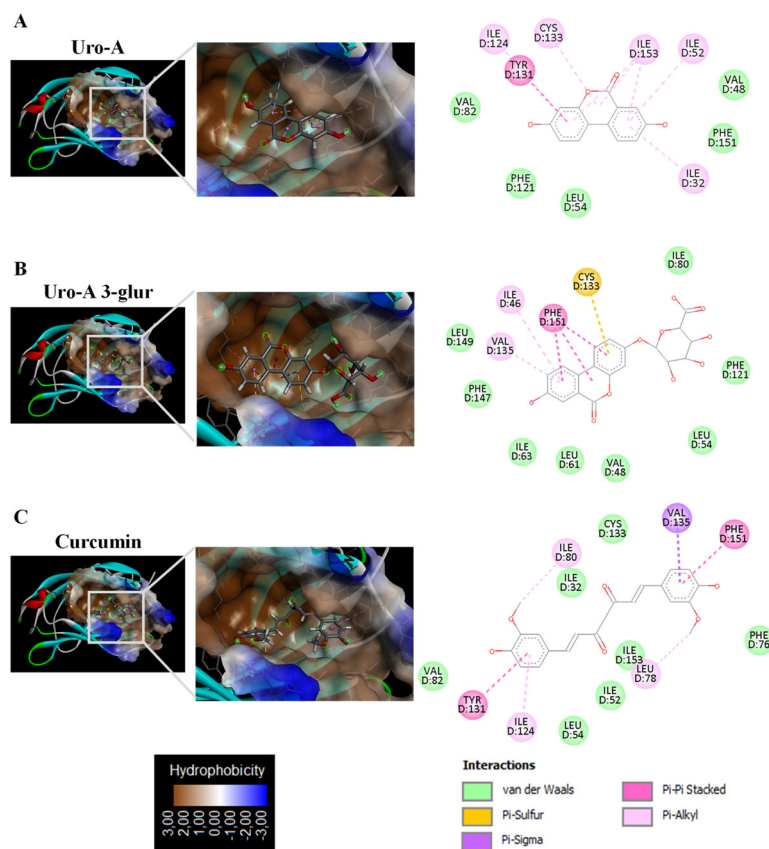 A
Uro-A
ILE
D:124
CYS
D:133
ILE
D:153
ILE
D:52
TYR
D:131
VAL
D:48
VAL
D:82
PHE
D:151
PHE
D:121
LEU
D:54
ILE
D:32
O
O
O
O
B
Uro-A 3-glur
ILE
D:80
CYS
D:133
ILE
D:46
PHE
D:151
LEU
D:149
VAL
D:135
PHE
D:121
PHE
D:147
LEU
D:54
ILE
D:63
LEU
D:61
VAL
D:48
C
Curcumin
CYS
D:133
VAL
D:135
PHE
D:151
ILE
D:80
ILE
D:32
PHE
D:76
ILE
D:153
LEU
D:78
VAL
D:82
ILE
D:52
TYR
D:131
ILE
D:124
LEU
D:54
Hydrophobicity
3,00
2,00
1,00
0,00
-1,00
-2,00
-3,00
Interactions
van der Waals
Pi-Sulfur
Pi-Sigma
Pi-Pi Stacked
Pi-Alkyl